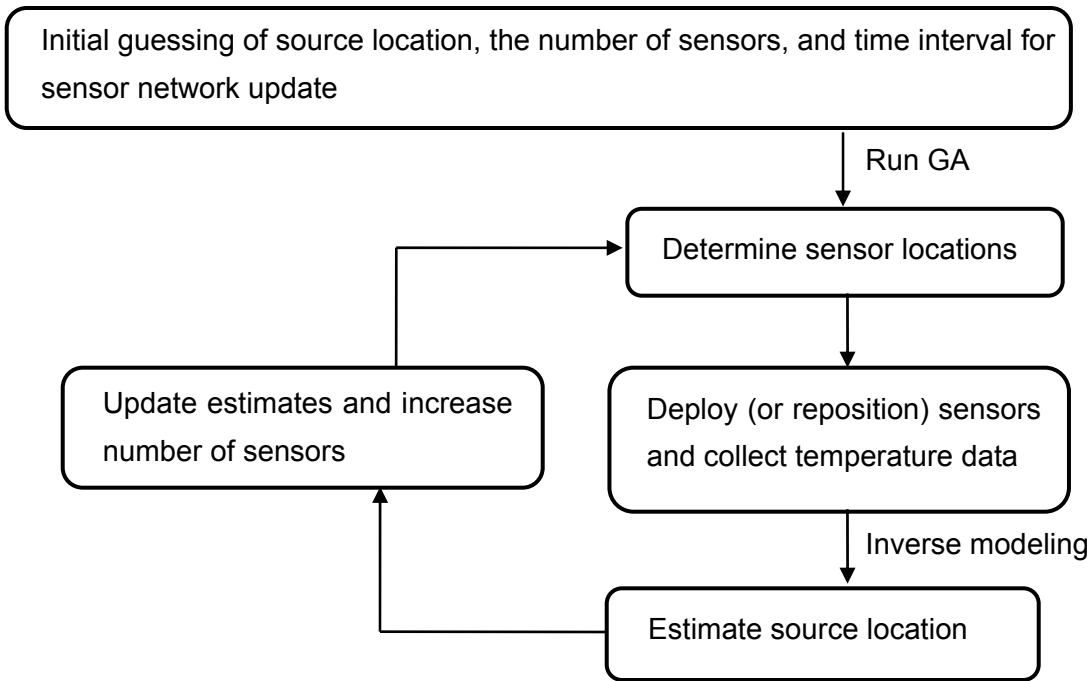 Initial guessing of source location, the number of sensors, and time interval for
sensor network update
Run GA
Determine sensor locations
Deploy (or reposition) sensors
and collect temperature data
Inverse modeling
Estimate source location
Update estimates and increase
number of sensors